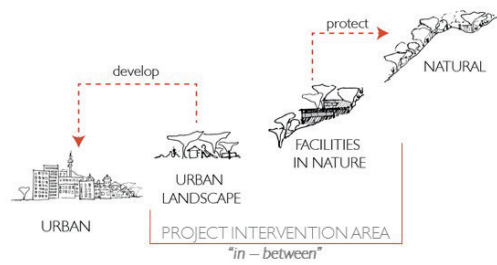 protect
NATURAL
develop
FACILITIES
IN NATURE
URBAN
LANDSCAPE
URBAN
PROJECT INTERVENTION AREA
“in – between”